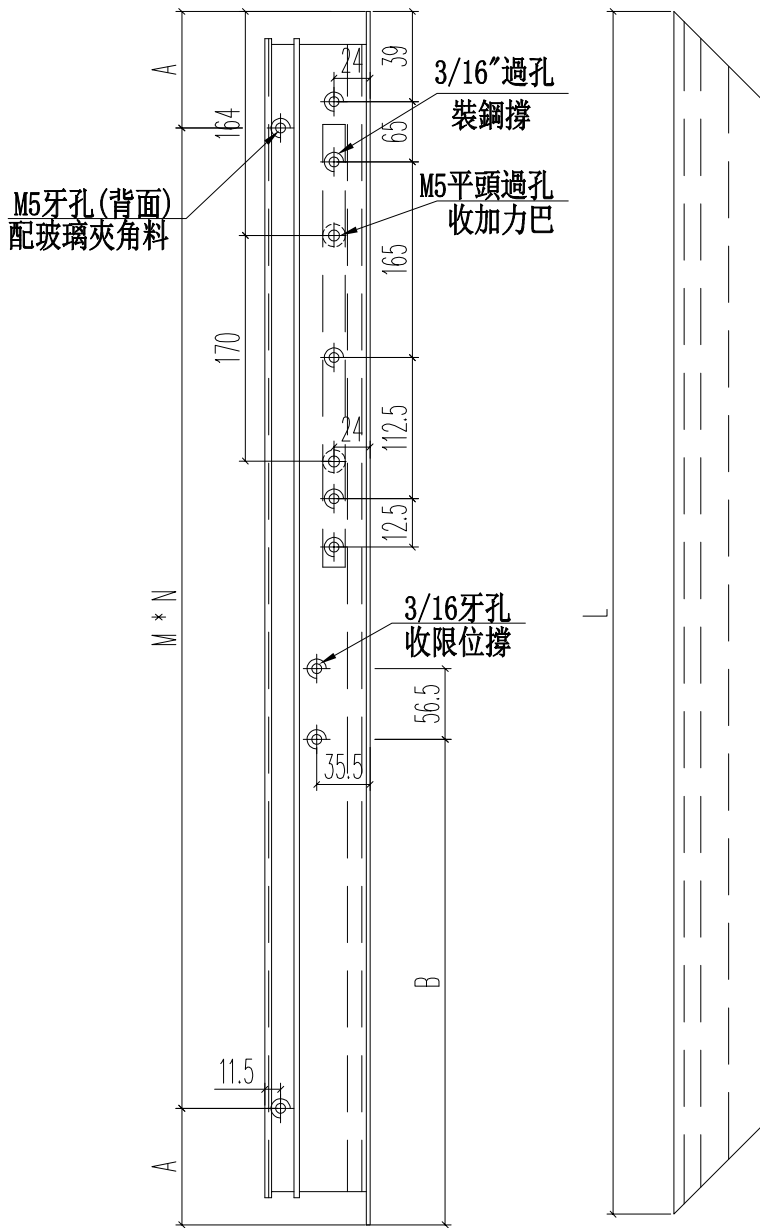 A
164
24
39
3/16"過孔
裝鋼撐
65
M5牙孔(背面)
配玻璃夾角料
M5平頭過孔
收加力巴
165
170
24
112.5
12.5
M * N
3/16牙孔
收限位撐
L
56.5
35.5
B
11.5
A